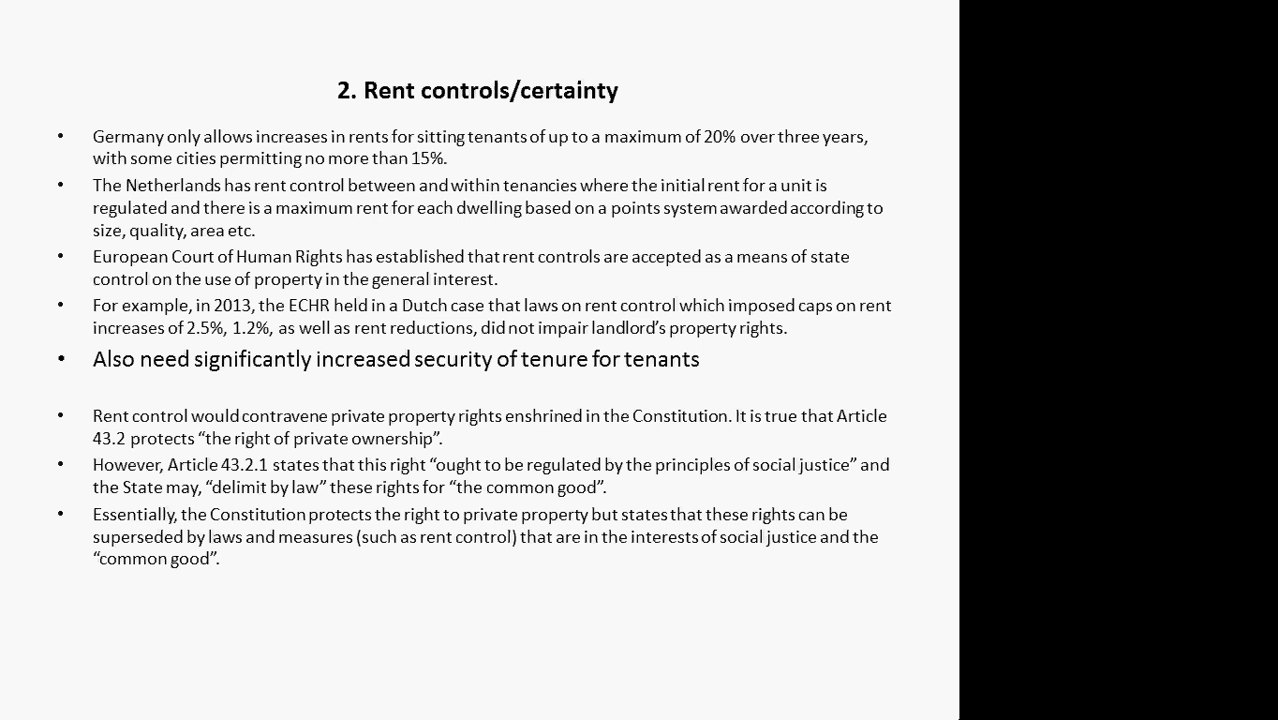 2. Rent controls/certainty
• Germany only allows increases in rents for sitting tenants of up to a maximum of 20% over three years,
with some cities permitting no more than 15%.
• The Netherlands has rent control between and within tenancies where the initial rent for a unit is
regulated and there is a maximum rent for each dwelling based on a points system awarded according to
size, quality, area etc.
• European Court of Human Rights has established that rent controls are accepted as a means of state
control on the use of property in the general interest.
• For example, in 2013, the ECHR held in a Dutch case that laws on rent control which imposed caps on rent
increases of 2.5%, 1.2%, as well as rent reductions, did not impair landlord’s property rights.
• Also need significantly increased security of tenure for tenants
• Rent control would contravene private property rights enshrined in the Constitution. It is true that Article
43.2 protects “the right of private ownership”.
• However, Article 43.2.1 states that this right “ought to be regulated by the principles of social justice” and
the State may, “delimit by law” these rights for “the common good”.
• Essentially, the Constitution protects the right to private property but states that these rights can be
superseded by laws and measures (such as rent control) that are in the interests of social justice and the
“common good”.